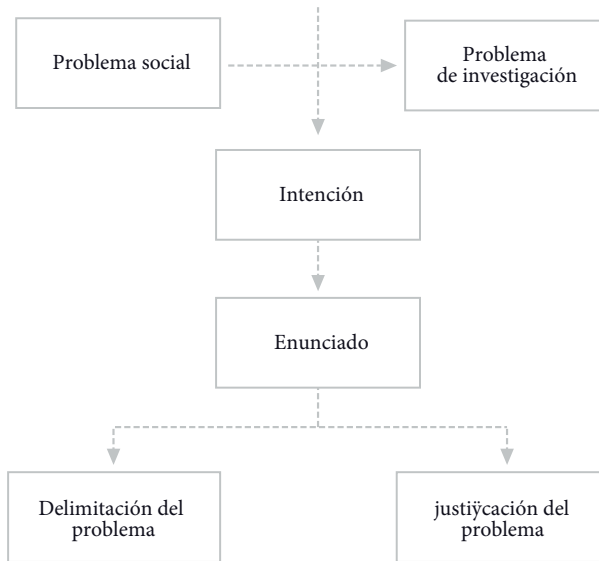 Problema social
Problema
de investigación
Intención
Enunciado
Delimitación del
problema
justiÿcación del
problema